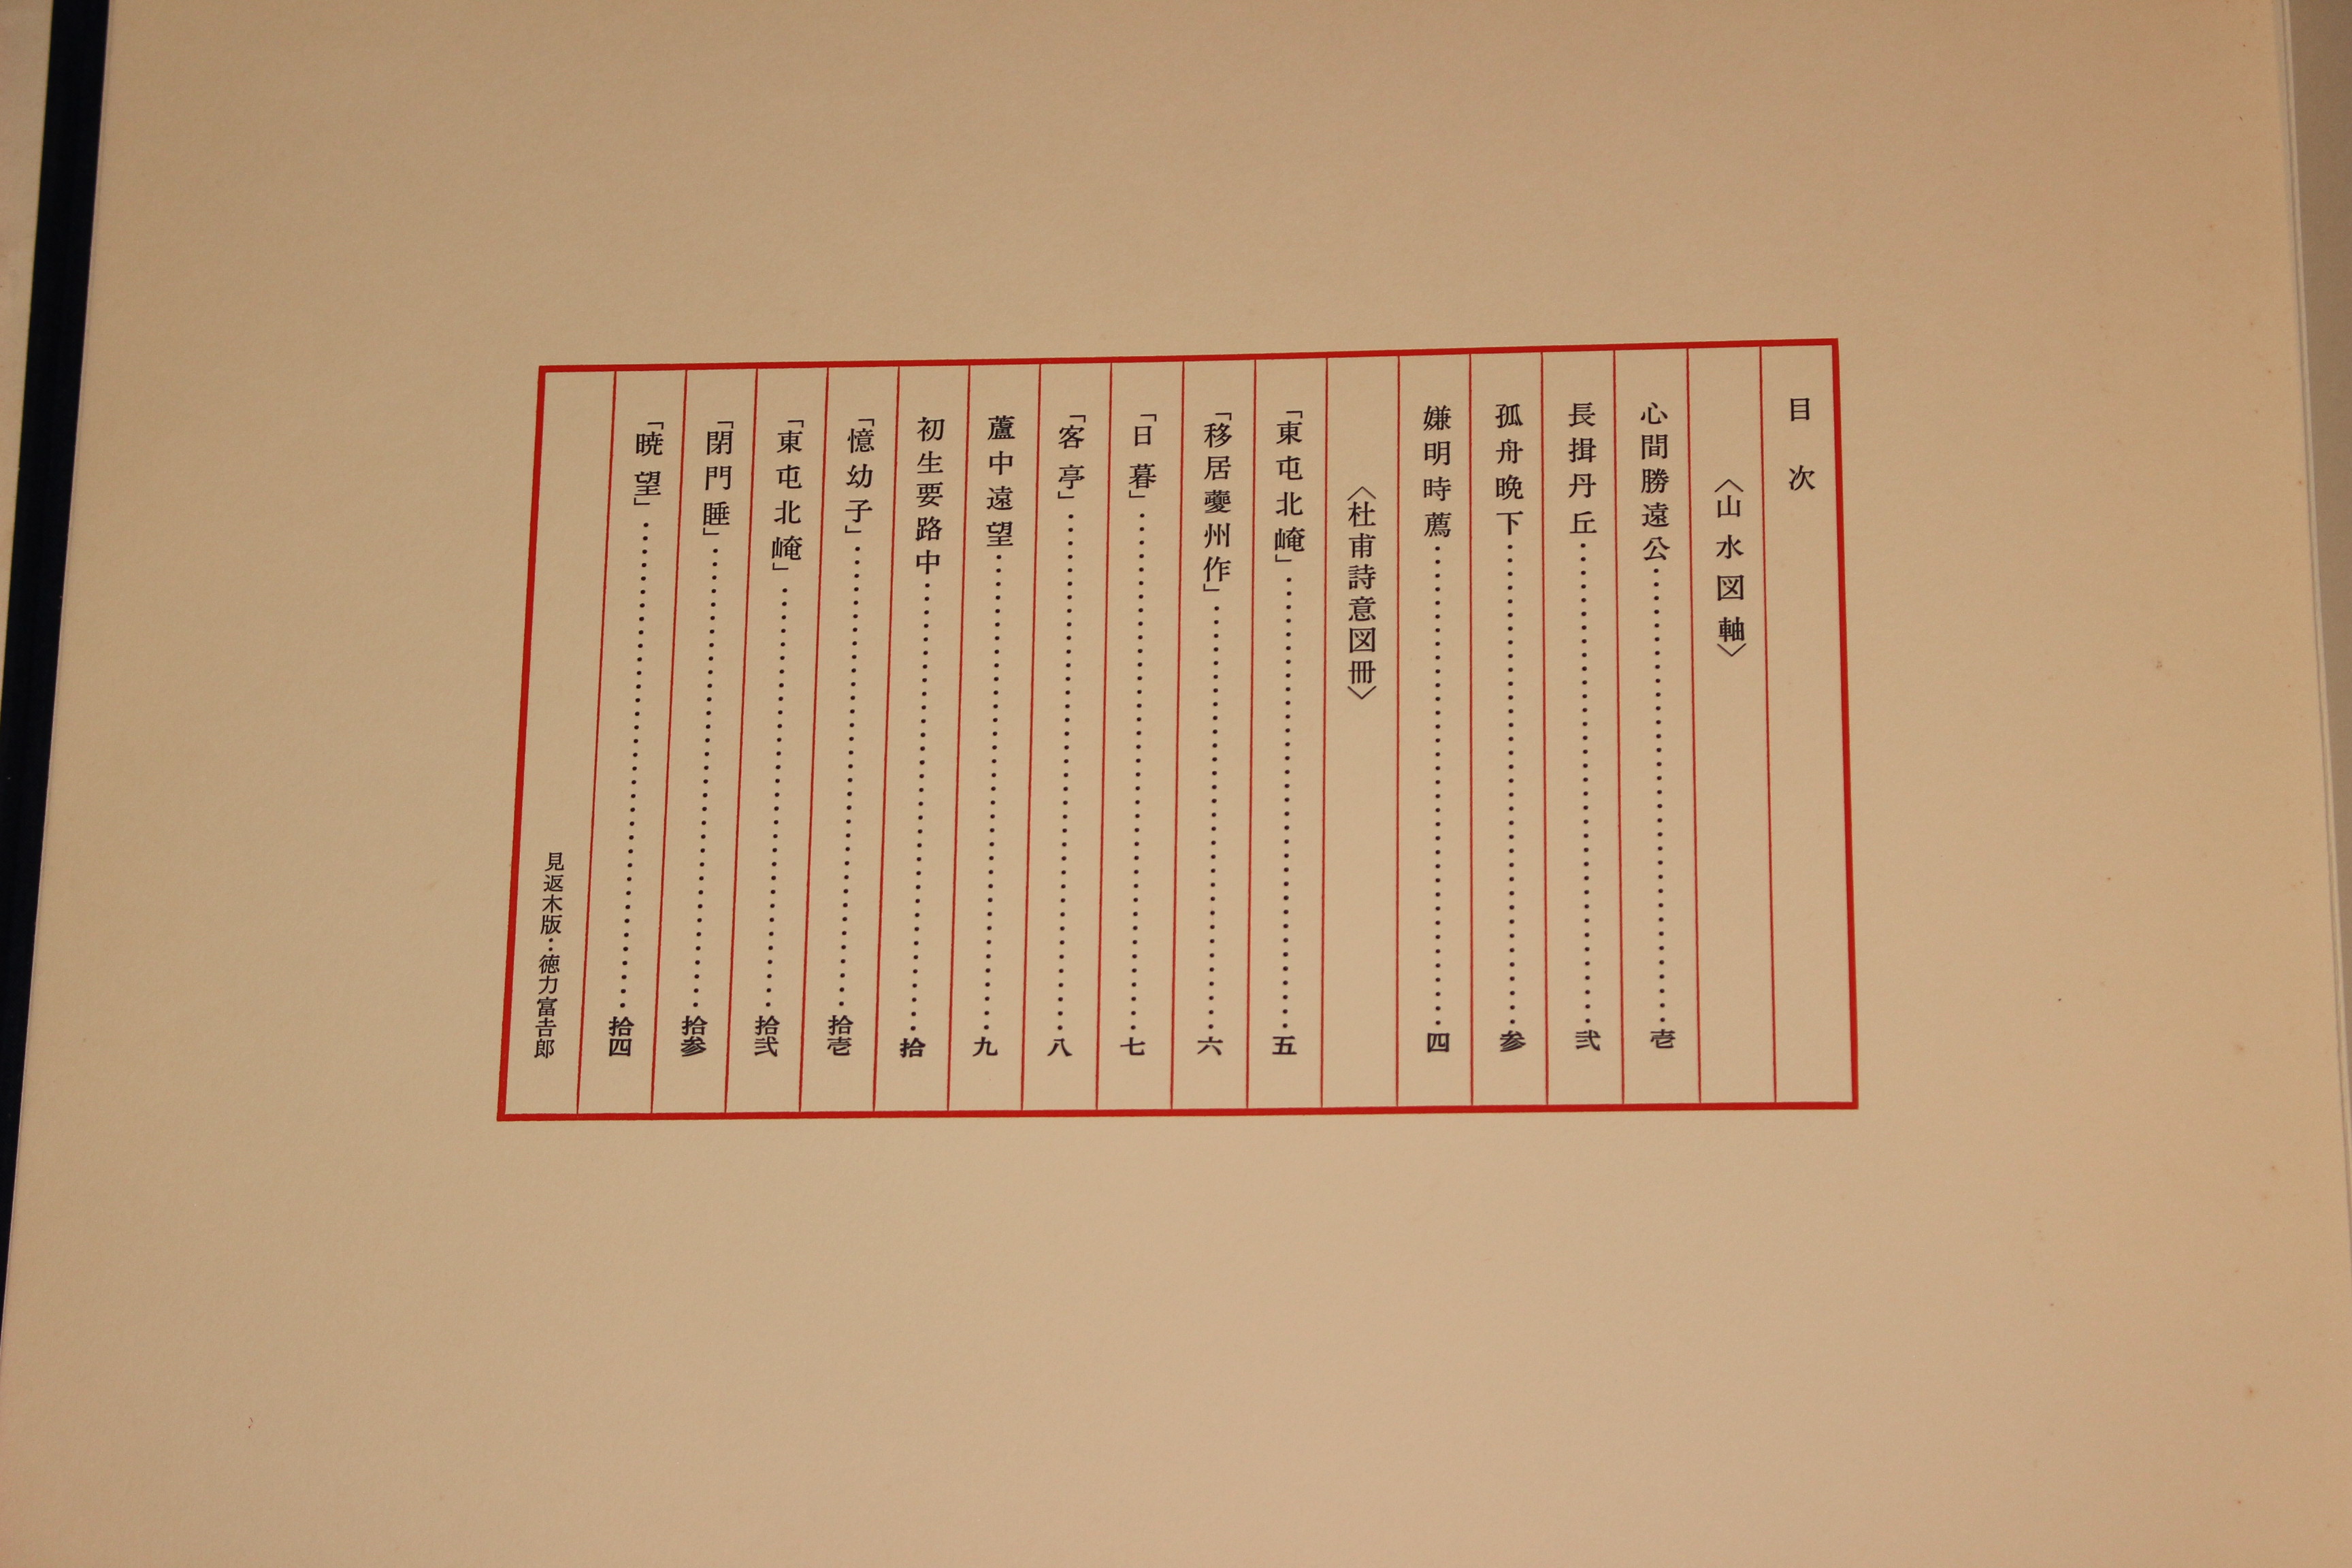 目次
〈山水図軸〉
心間勝遠公……………………………壱
長揖丹丘……………………………弐
孤舟晩下……………………………参
嫌明時薦……………………………四
〈杜甫詩意図冊〉
「東屯北崦」……………………………五
「移居夔州作」……………………………六
「日暮」……………………………七
「客亭」……………………………八
蘆中遠望……………………………九
初生要路中……………………………拾
「憶幼子」……………………………拾壱
「東屯北崦」……………………………拾弐
「閉門睡」……………………………拾参
「暁望」……………………………拾四
見返木版…徳力富𠮷郎